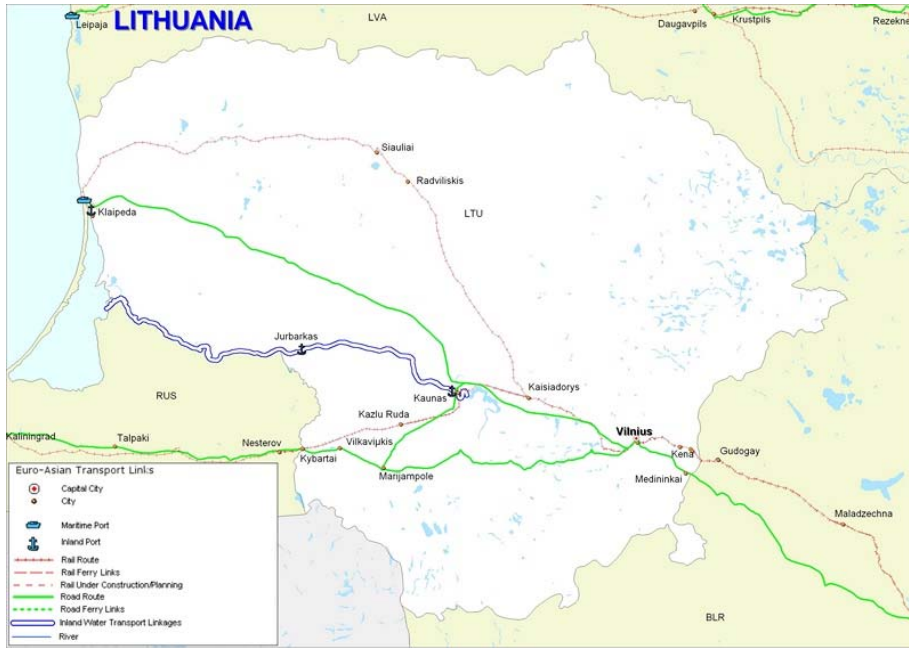 LITHUANIA
LVA
Leipaja
Daugavpils
Krustpils
Rezekne
Siauliai
Radviliskis
LTU
Klaipeda
Jurbarkas
RUS
Kaunas
Kaisiadorys
Kazlu Ruda
Kaliningrad
Talpaki
Nesterov
Vilkaviµkis
Vilnius
Kybartai
Kena
Gudogay
Marijampole
Medininkai
Maladzechna
BLR
Euro-Asian Transport Links
Capital City
City
Maritime Port
Inland Port
Rail Route
Rail Ferry Links
Rail Under Construction/Planning
Road Route
Road Ferry Links
Inland Water Transport Linkages
River